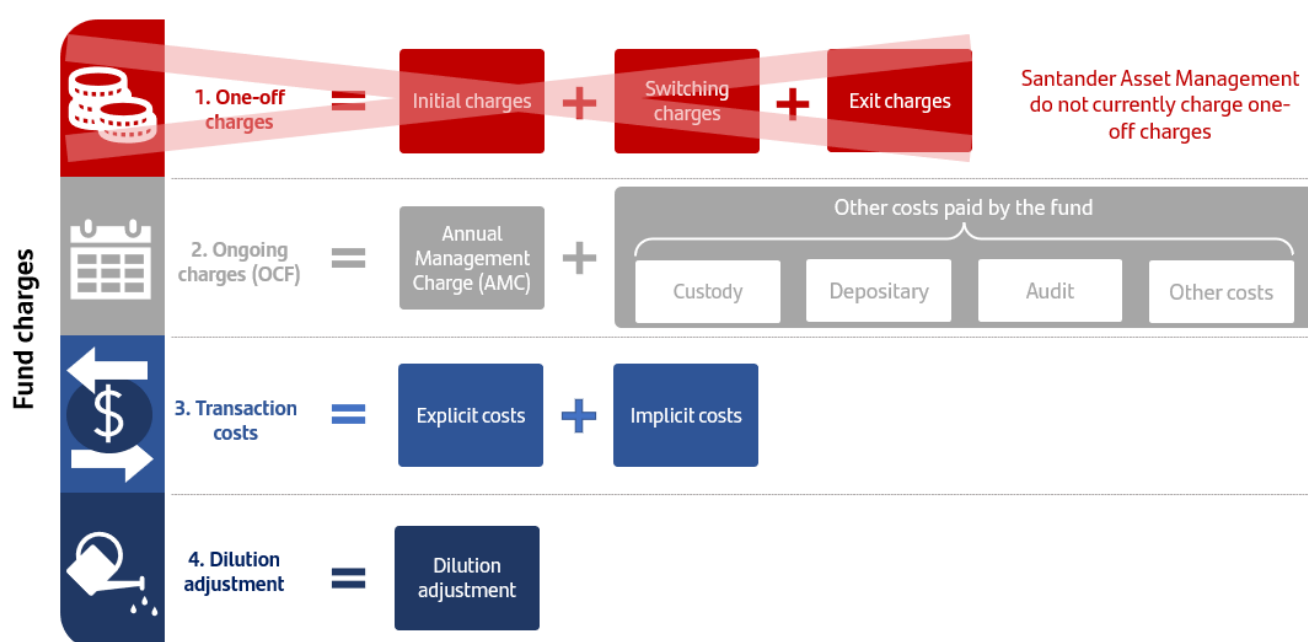 Fund charges
1. One-off
charges
=
Initial charges
+
Switching
charges
+
Exit charges
Santander Asset Management
do not currently charge one-
off charges
2. Ongoing
charges (OCF)
=
Annual
Management
Charge (AMC)
+
Other costs paid by the fund
Custody
Depositary
Audit
Other costs
$
3. Transaction
costs
=
Explicit costs
+
Implicit costs
4. Dilution
adjustment
=
Dilution
adjustment